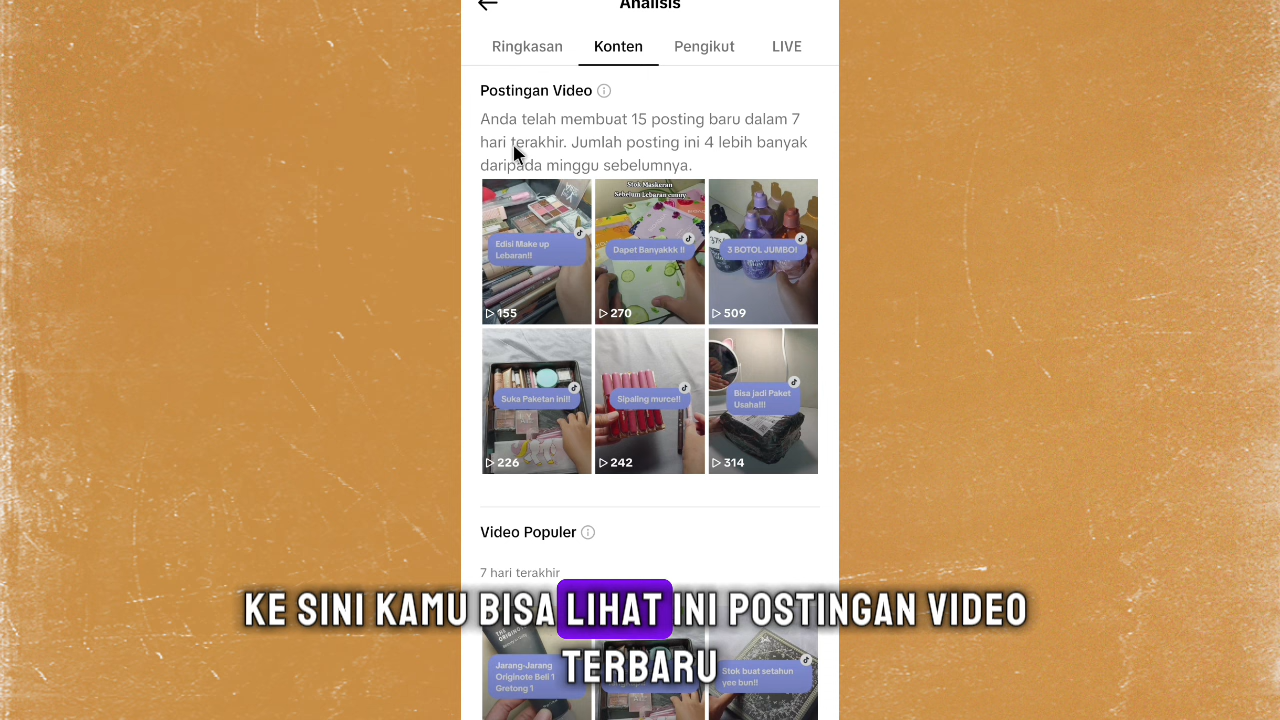 Analisis
Ringkasan Konten Pengikut LIVE
Postingan Video
Anda telah membuat 15 posting baru dalam 7
hari terakhir. Jumlah posting ini 4 lebih banyak
daripada minggu sebelumnya.
Edisi Make up
Lebaran!!
155
Stok Maskeran
Sebelum Lebaran cunny
Dapet Banyakkk !!
270
3 BOTOL JUMBO!
509
Suka Paketan ini!!
226
Sipaling murce!!
242
Bisa jadi Paket
Usaha!!!
314
Video Populer
7 hari terakhir
KE SINI KAMU BISA LIHAT INI POSTINGAN VIDEO
TERBARU
Jarang-Jarang
Originote Beli 1
Gretong 1
Stok buat setahun
yee bun!!